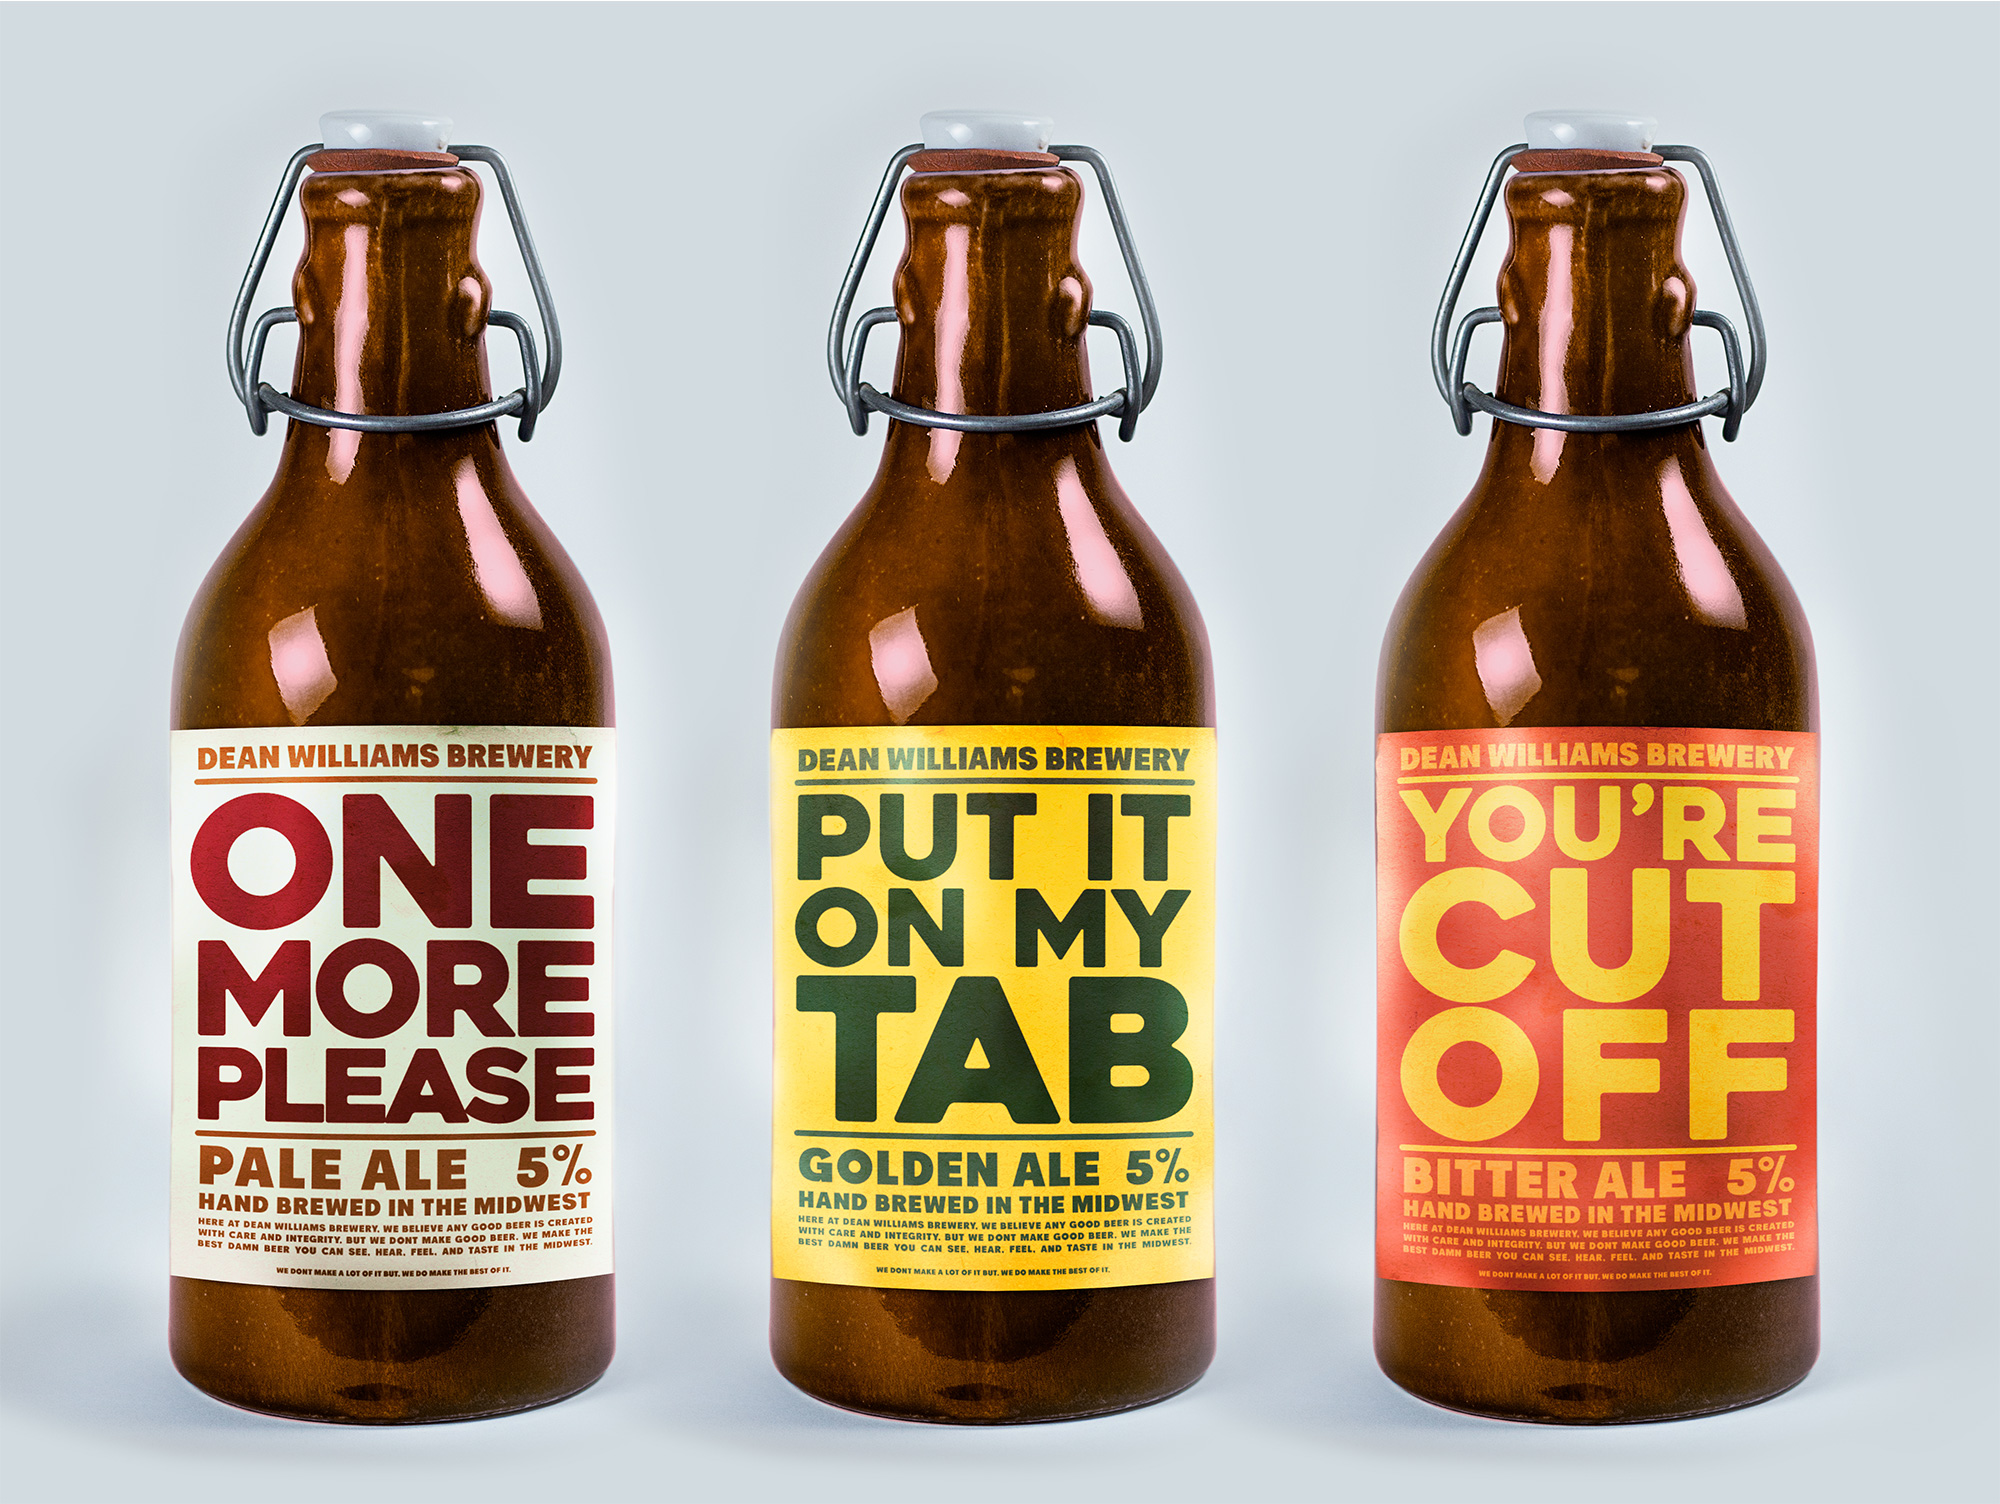 DEAN WILLIAMS BREWERY
ONE
MORE
PLEASE
PALE ALE 5%
HAND BREWED IN THE MIDWEST
HERE AT DEAN WILLIAMS BREWERY. WE BELIEVE ANY GOOD BEER IS CREATED
WITH CARE AND INTEGRITY. BUT WE DONT MAKE GOOD BEER. WE MAKE THE
BEST DAMN BEER YOU CAN SEE. HEAR. FEEL. AND TASTE IN THE MIDWEST.
WE DONT MAKE A LOT OF IT BUT. WE DO MAKE THE BEST OF IT.
DEAN WILLIAMS BREWERY
PUT IT
ON MY
TAB
GOLDEN ALE 5%
HAND BREWED IN THE MIDWEST
HERE AT DEAN WILLIAMS BREWERY. WE BELIEVE ANY GOOD BEER IS CREATED
WITH CARE AND INTEGRITY. BUT WE DONT MAKE GOOD BEER. WE MAKE THE
BEST DAMN BEER YOU CAN SEE. HEAR. FEEL. AND TASTE IN THE MIDWEST.
WE DONT MAKE A LOT OF IT BUT. WE DO MAKE THE BEST OF IT.
DEAN WILLIAMS BREWERY
YOU'RE
CUT
OFF
BITTER ALE 5%
HAND BREWED IN THE MIDWEST
HERE AT DEAN WILLIAMS BREWERY. WE BELIEVE ANY GOOD BEER IS CREATED
WITH CARE AND INTEGRITY. BUT WE DONT MAKE GOOD BEER. WE MAKE THE
BEST DAMN BEER YOU CAN SEE. HEAR. FEEL. AND TASTE IN THE MIDWEST.
WE DONT MAKE A LOT OF IT BUT. WE DO MAKE THE BEST OF IT.